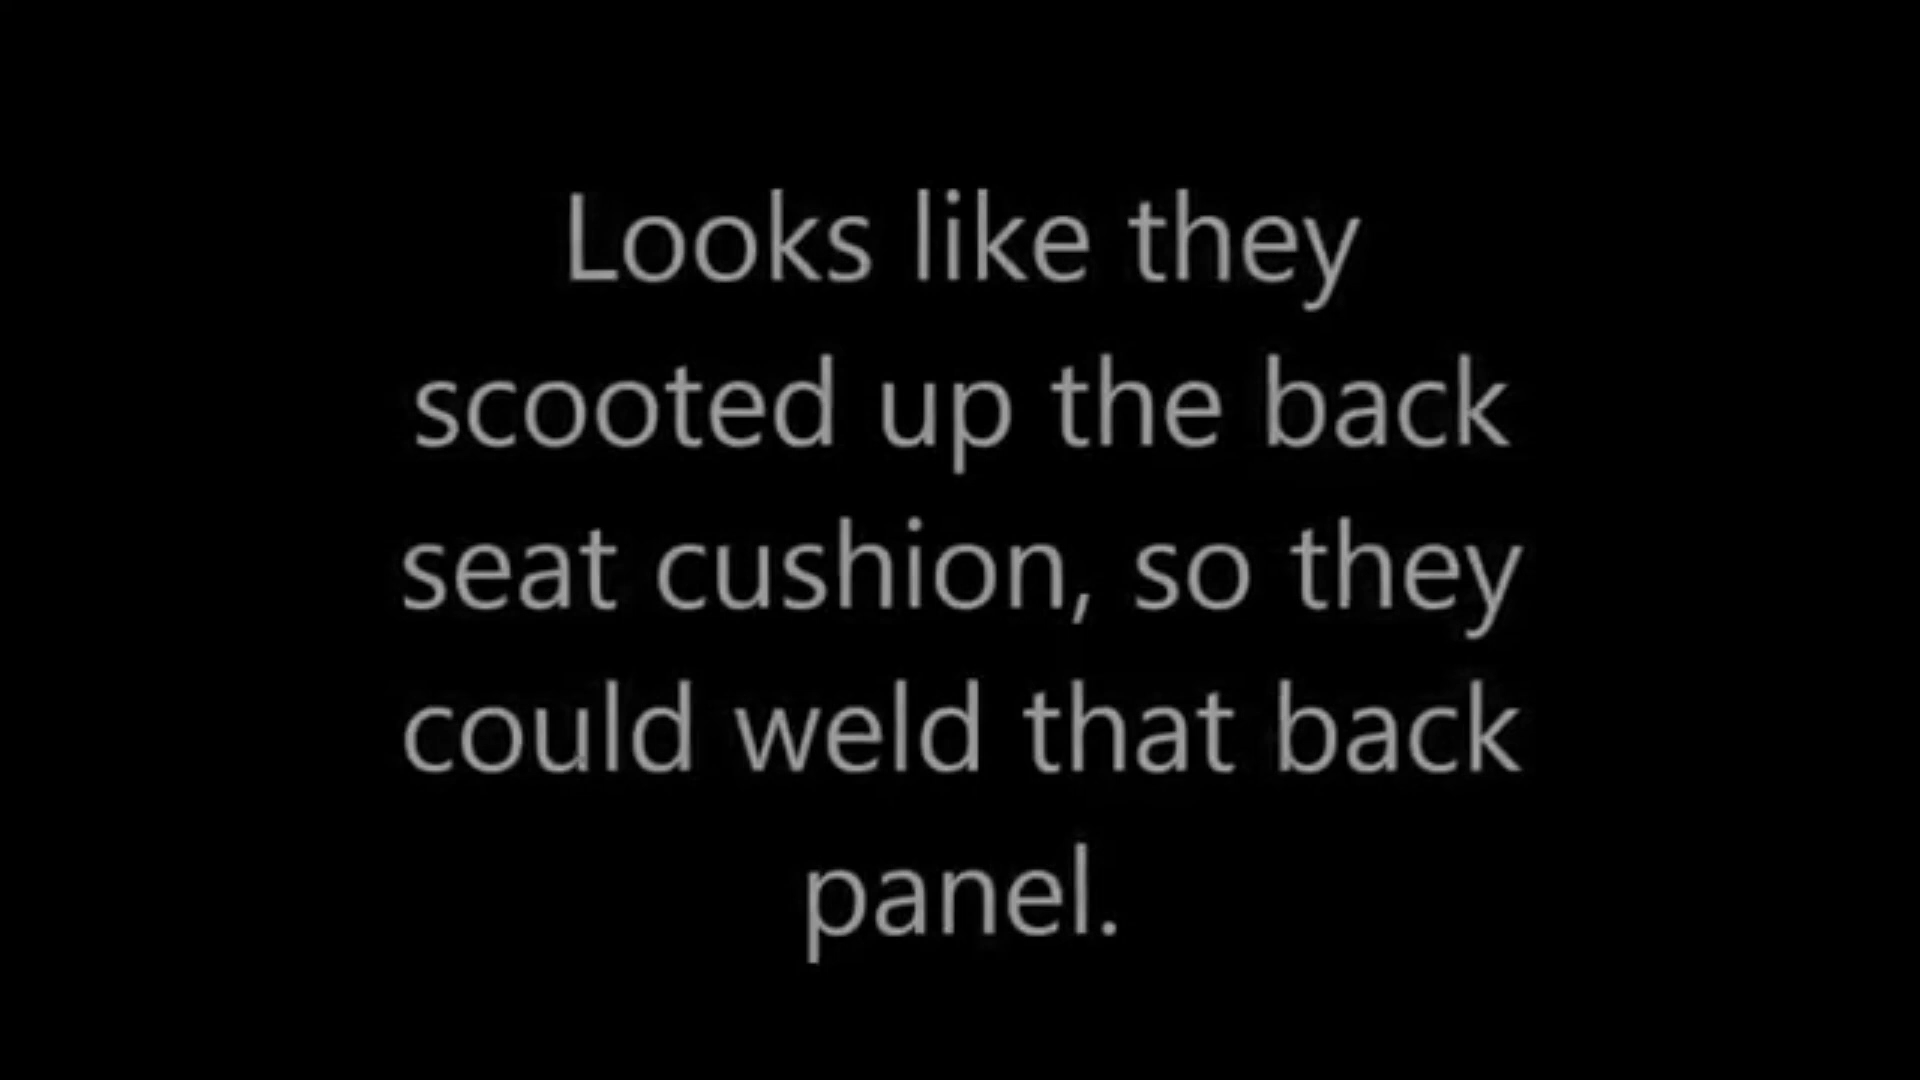 Looks like they
scooted up the back
seat cushion, so they
could weld that back
panel.